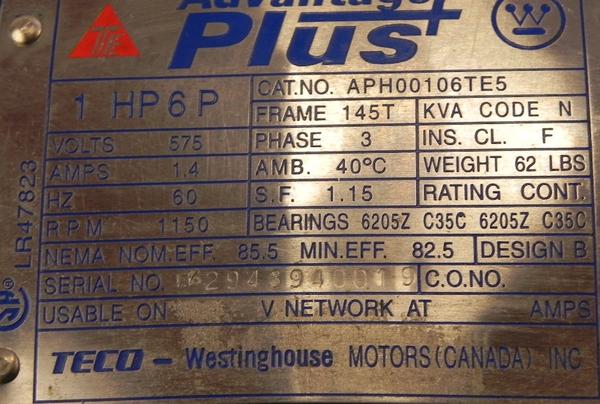 Advantage
Plus+
1 HP 6 P
CAT.NO. APH00106TE5
FRAME 145T KVA CODE N
VOLTS 575 PHASE 3 INS. CL. F
AMPS 1.4 AMB. 40°C WEIGHT 62 LBS
HZ 60 S.F. 1.15 RATING CONT.
RPM 1150 BEARINGS 6205Z C35C 6205Z C35C
NEMA NOM.EFF. 85.5 MIN.EFF. 82.5 DESIGN B
SERIAL NO. C.O.NO.
USABLE ON V NETWORK AT AMPS
TECO - Westinghouse MOTORS (CANADA) INC
LR47823